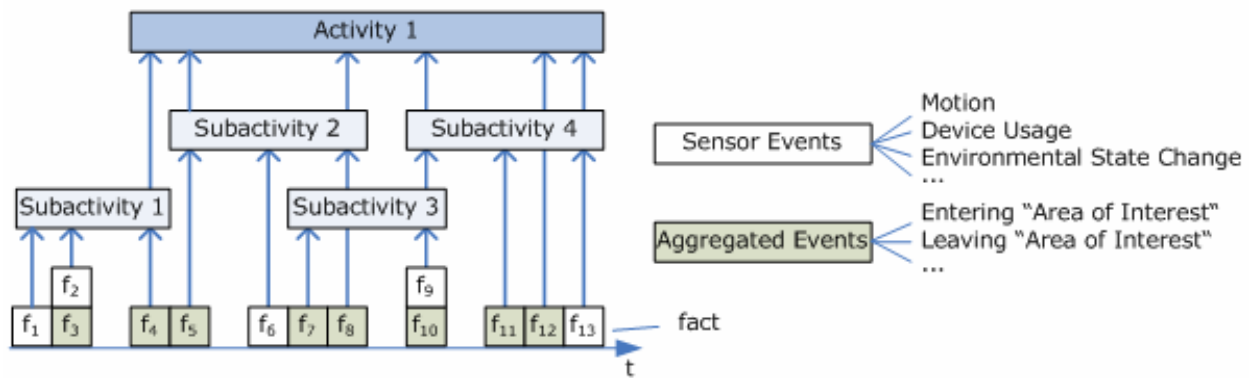 Activity 1
Subactivity 2
Subactivity 4
Subactivity 1
Subactivity 3
f2
f9
f1
f3
f4
f5
f6
f7
f8
f10
f11
f12
f13
t
fact
Sensor Events
Motion
Device Usage
Environmental State Change
...
Aggregated Events
Entering “Area of Interest“
Leaving “Area of Interest“
...